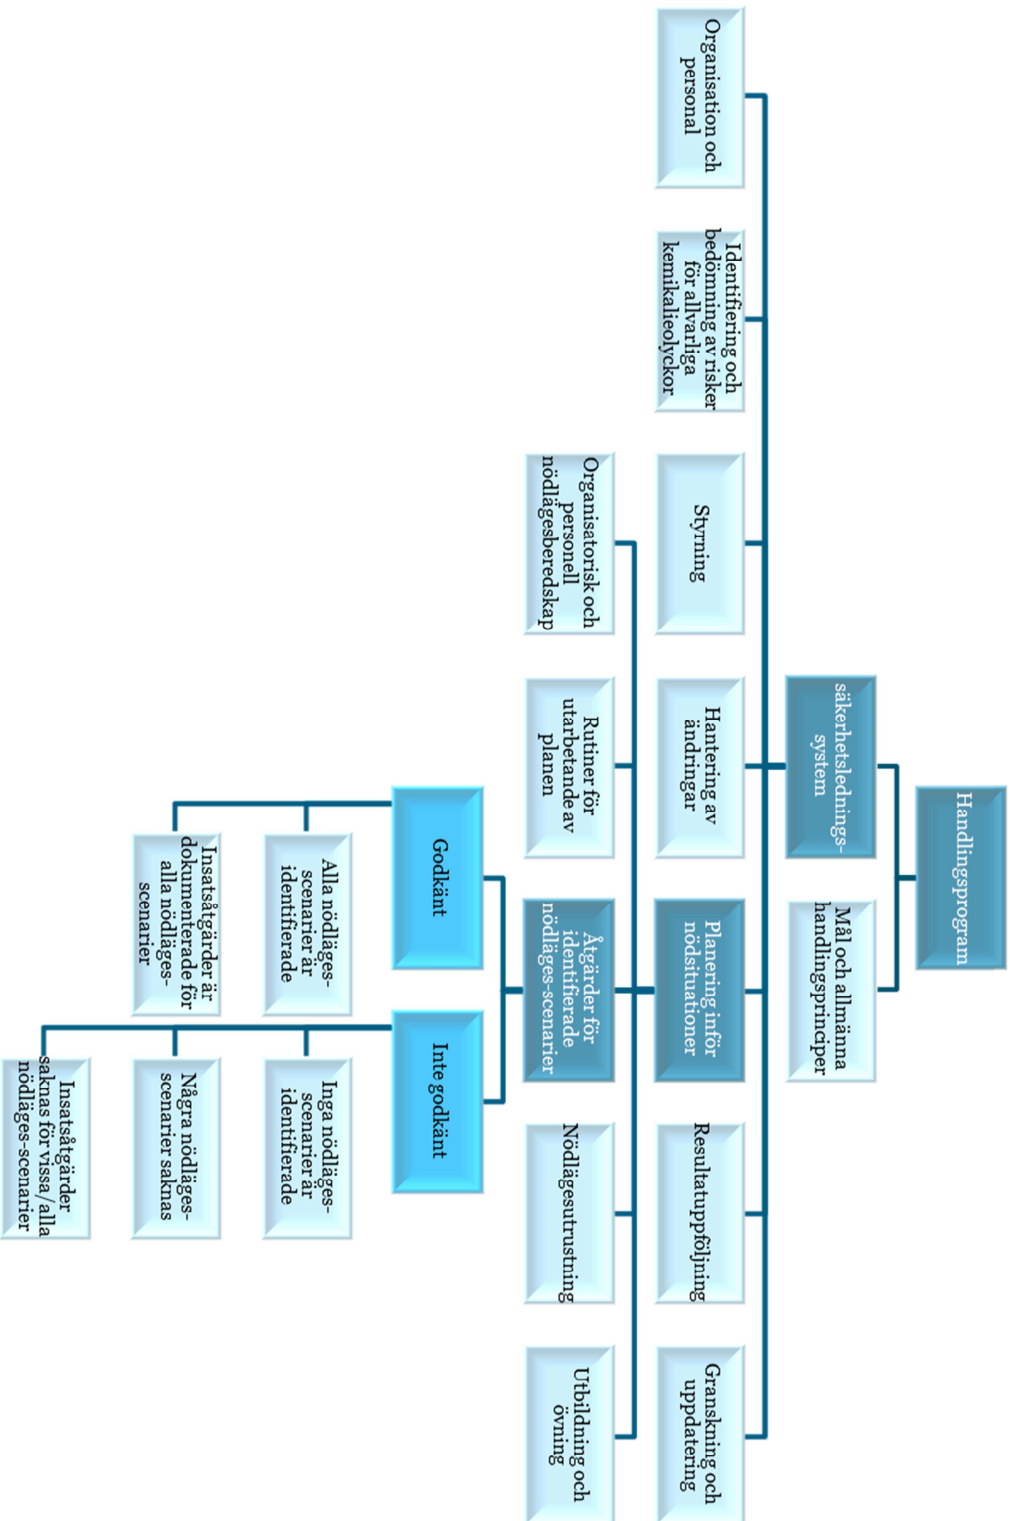 Handlingsprogram
säkerhetslednings-
system
Mål och allmänna
handlingsprinciper
Organisation och
personal
Identifiering och
bedömning av risker
för allvarliga
kemikalieolyckor
Styrning
Hantering av
ändringar
Planering inför
nödsituationer
Resultatuppföljning
Granskning och
uppdatering
Organisatorisk och
personell
nödlägesberedskap
Rutiner för
utarbetande av
planen
Åtgärder för
identifierade
nödläges-scenarier
Nödlägesutrustning
Utbildning och
övning
Godkänt
Inte godkänt
Alla nödläges-
scenarier är
identifierade
Insatsåtgärder är
dokumenterade för
alla nödläges-
scenarier
Inga nödläges-
scenarier är
identifierade
Några nödläges-
scenarier saknas
Insatsåtgärder
saknas för vissa/alla
nödläges-scenarier